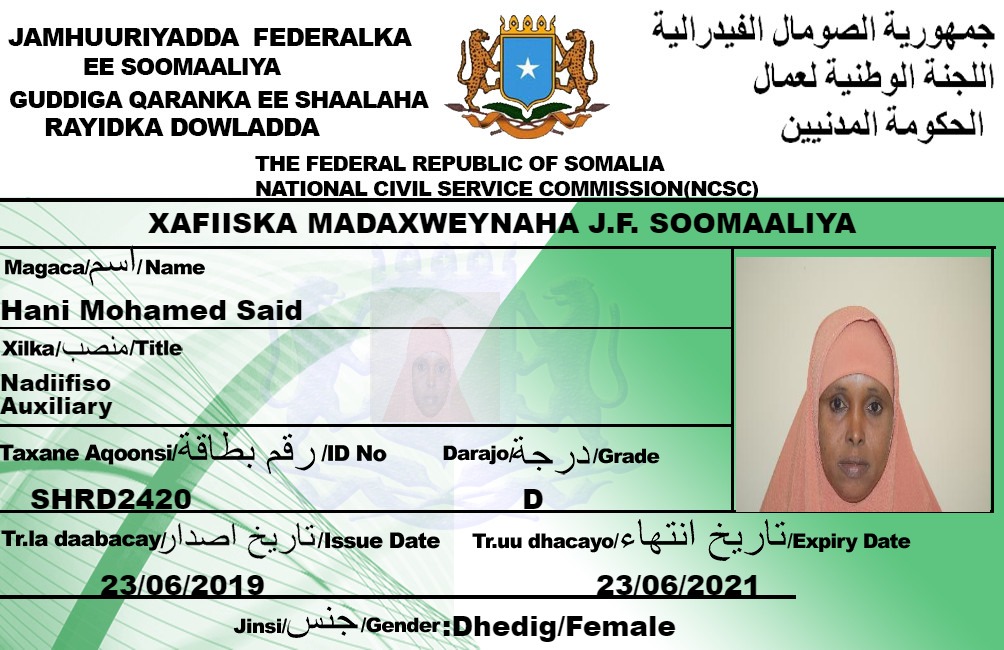 JAMHUURIYADDA FEDERALKA
EE SOOMAALIYA
GUDDIGA QARANKA EE SHAALAHA
RAYIDKA DOWLADDA
جمهورية الصومال الفيدرالية
اللجنة الوطنية لعمال
الحكومة المدنيين
THE FEDERAL REPUBLIC OF SOMALIA
NATIONAL CIVIL SERVICE COMMISSION(NCSC)
XAFIISKA MADAXWEYNAHA J.F. SOOMAALIYA
Magaca/اسم/Name
Hani Mohamed Said
Xilka/منصب/Title
Nadiifiso
Auxiliary
Taxane Aqoonsi/رقم بطاقة/ID No
SHRD2420
Darajo/درجة/Grade
D
Tr.la daabacay/تاريخ اصدار/Issue Date
23/06/2019
Tr.uu dhacayo/تاريخ انتهاء/Expiry Date
23/06/2021
Jinsi/جنس/Gender:Dhedig/Female